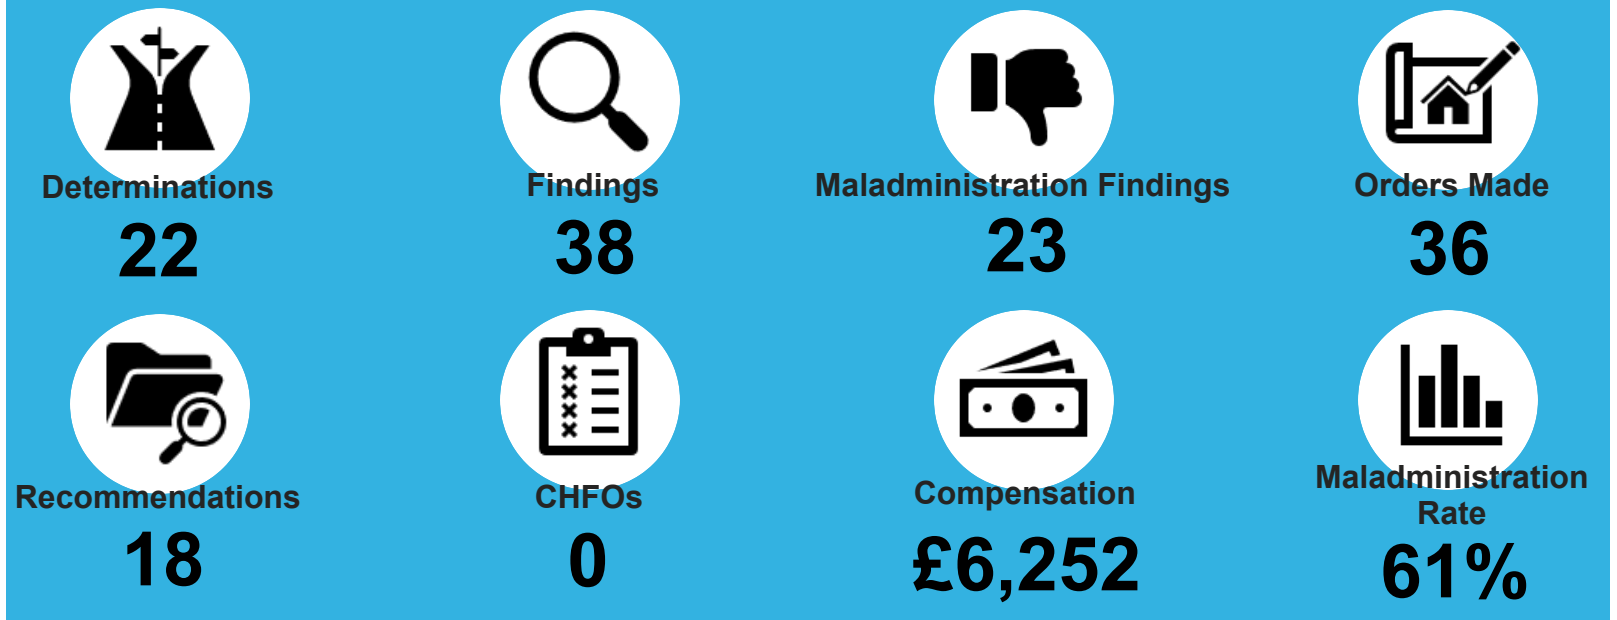 Determinations
22
Findings
38
Maladministration Findings
23
Orders Made
36
Recommendations
18
CHFOs
0
Compensation
£6,252
Maladministration
Rate
61%